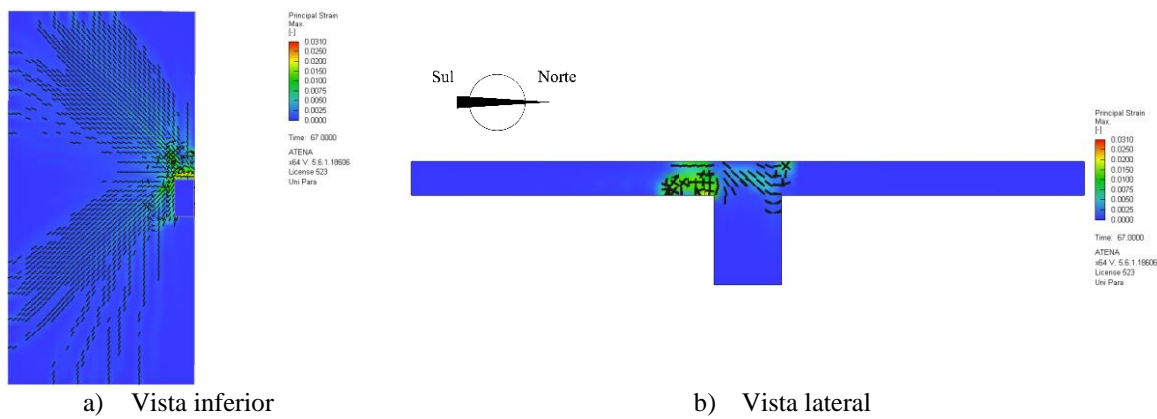 Principal Strain
Max.
[-]
0.0310
0.0250
0.0200
0.0150
0.0100
0.0075
0.0050
0.0025
0.0000
Time: 67.0000
ATENA
x64 V. 5.6.1.18606
License 523
Uni Para
Sul Norte
Principal Strain
Max.
[-]
0.0310
0.0250
0.0200
0.0150
0.0100
0.0075
0.0050
0.0025
0.0000
Time: 67.0000
ATENA
x64 V. 5.6.1.18606
License 523
Uni Para
a) Vista inferior
b) Vista lateral